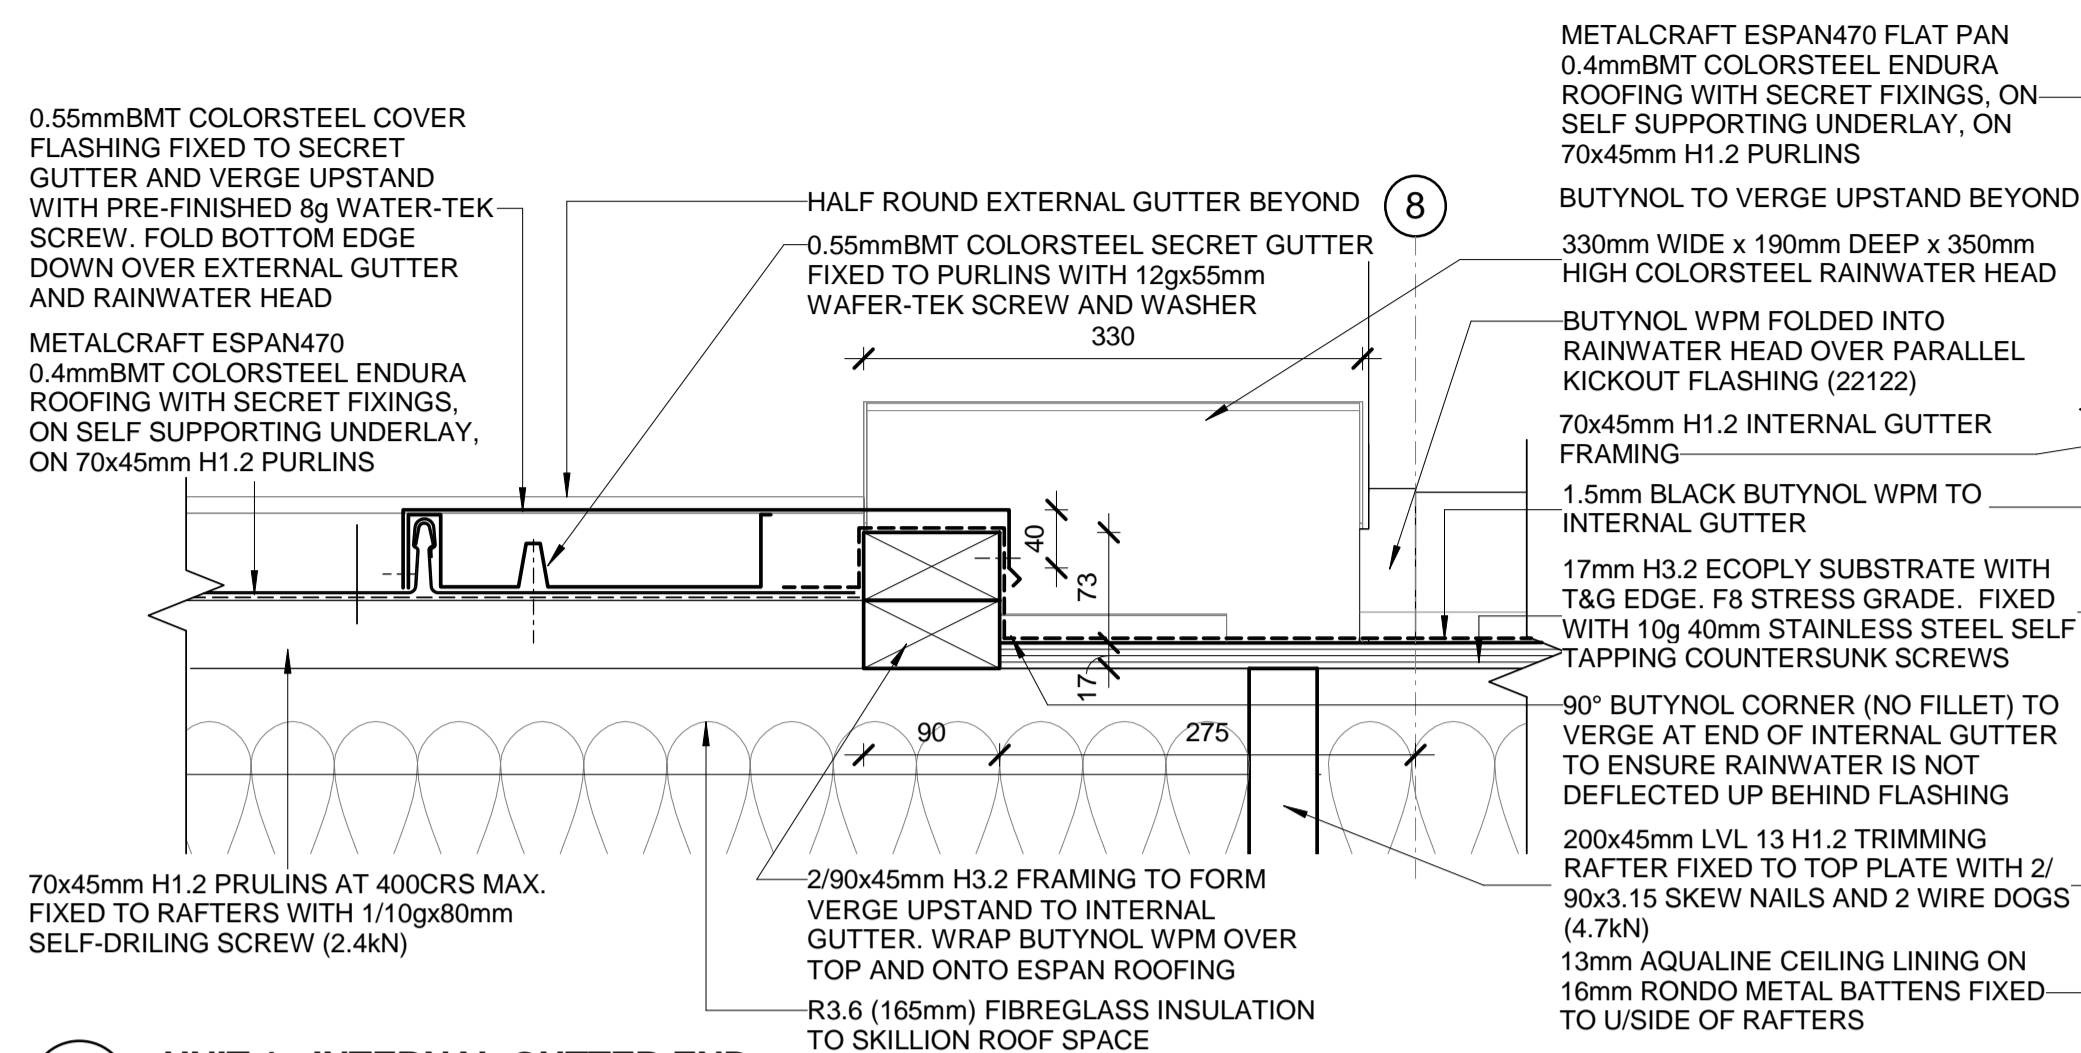 0.55mmBMT COLORSTEEL COVER
FLASHING FIXED TO SECRET
GUTTER AND VERGE UPSTAND
WITH PRE-FINISHED 8g WATER-TEK
SCREW. FOLD BOTTOM EDGE
DOWN OVER EXTERNAL GUTTER
AND RAINWATER HEAD
METALCRAFT ESPAN470
0.4mmBMT COLORSTEEL ENDURA
ROOFING WITH SECRET FIXINGS,
ON SELF SUPPORTING UNDERLAY,
ON 70x45mm H1.2 PURLINS
70x45mm H1.2 PRULINS AT 400CRS MAX.
FIXED TO RAFTERS WITH 1/10gx80mm
SELF-DRILING SCREW (2.4kN)
HALF ROUND EXTERNAL GUTTER BEYOND
0.55mmBMT COLORSTEEL SECRET GUTTER
FIXED TO PURLINS WITH 12gx55mm
WAFER-TEK SCREW AND WASHER
330
8
40
73
17
90
275
2/90x45mm H3.2 FRAMING TO FORM
VERGE UPSTAND TO INTERNAL
GUTTER. WRAP BUTYNOL WPM OVER
TOP AND ONTO ESPAN ROOFING
R3.6 (165mm) FIBREGLASS INSULATION
TO SKILLION ROOF SPACE
METALCRAFT ESPAN470 FLAT PAN
0.4mmBMT COLORSTEEL ENDURA
ROOFING WITH SECRET FIXINGS, ON
SELF SUPPORTING UNDERLAY, ON
70x45mm H1.2 PURLINS
BUTYNOL TO VERGE UPSTAND BEYOND
330mm WIDE x 190mm DEEP x 350mm
HIGH COLORSTEEL RAINWATER HEAD
BUTYNOL WPM FOLDED INTO
RAINWATER HEAD OVER PARALLEL
KICKOUT FLASHING (22122)
70x45mm H1.2 INTERNAL GUTTER
FRAMING
1.5mm BLACK BUTYNOL WPM TO
INTERNAL GUTTER
17mm H3.2 ECOPLY SUBSTRATE WITH
T&G EDGE. F8 STRESS GRADE. FIXED
WITH 10g 40mm STAINLESS STEEL SELF
TAPPING COUNTERSUNK SCREWS
90° BUTYNOL CORNER (NO FILLET) TO
VERGE AT END OF INTERNAL GUTTER
TO ENSURE RAINWATER IS NOT
DEFLECTED UP BEHIND FLASHING
200x45mm LVL 13 H1.2 TRIMMING
RAFTER FIXED TO TOP PLATE WITH 2/
90x3.15 SKEW NAILS AND 2 WIRE DOGS
(4.7kN)
13mm AQUALINE CEILING LINING ON
16mm RONDO METAL BATTENS FIXED
TO U/SIDE OF RAFTERS